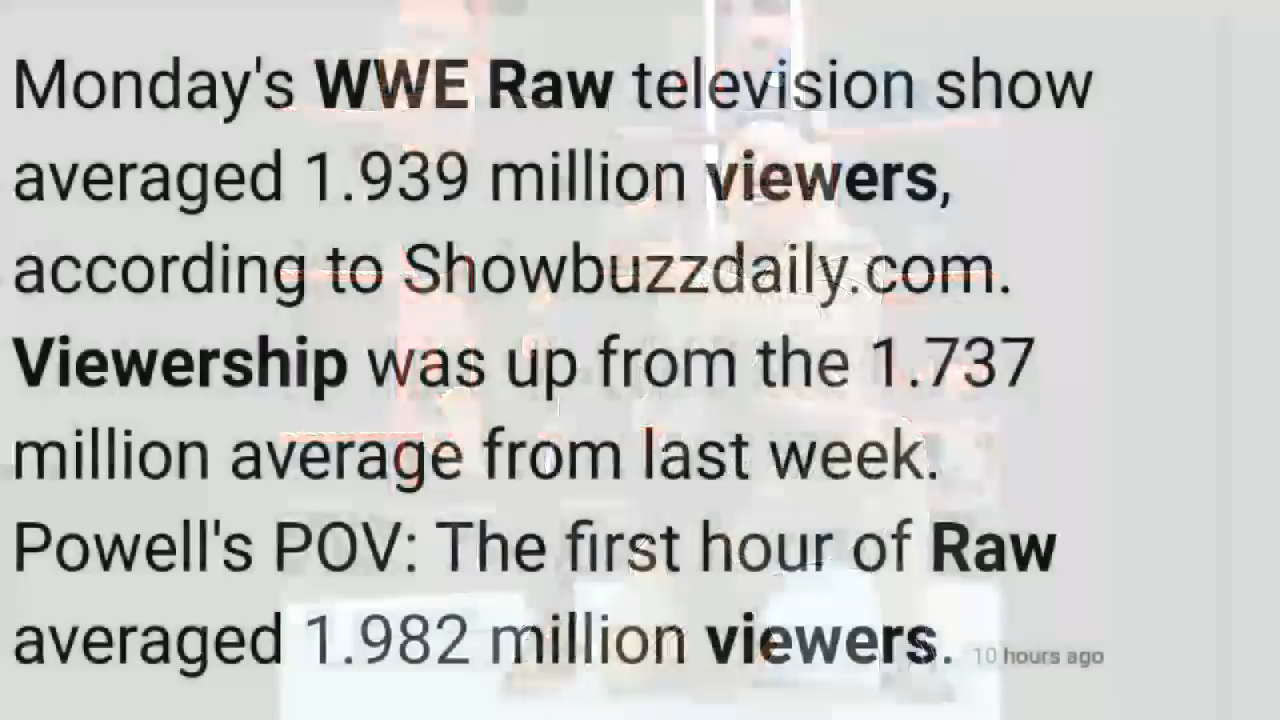 Monday's WWE Raw television show
averaged 1.939 million viewers,
according to Showbuzzdaily.com.
Viewership was up from the 1.737
million average from last week.
Powell's POV: The first hour of Raw
averaged 1.982 million viewers. 10 hours ago